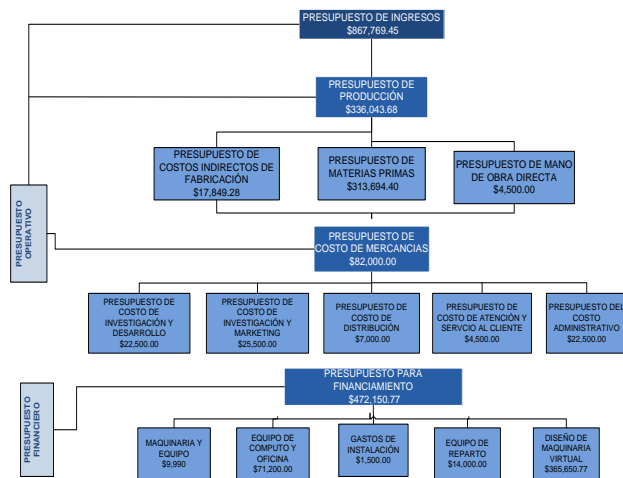 PRESUPUESTO DE INGRESOS
$867,769.45
PRESUPUESTO DE
PRODUCCIÓN
$336,043.68
PRESUPUESTO DE
COSTOS INDIRECTOS DE
FABRICACIÓN
$17,849.28
PRESUPUESTO DE
MATERIAS PRIMAS
$313,694.40
PRESUPUESTO DE MANO
DE OBRA DIRECTA
$4,500.00
PRESUPUESTO
OPERATIVO
PRESUPUESTO DE
COSTO DE MERCANCIAS
$82,000.00
PRESUPUESTO DE
COSTO DE
INVESTIGACIÓN Y
DESARROLLO
$22,500.00
PRESUPUESTO DE
COSTO DE
INVESTIGACIÓN Y
MARKETING
$25,500.00
PRESUPUESTO DE
COSTO DE
DISTRIBUCIÓN
$7,000.00
PRESUPUESTO DE
COSTO DE ATENCIÓN Y
SERVCIO AL CLIENTE
$4,500.00
PRESUPUESTO DEL
COSTO
ADMINISTRATIVO
$22,500.00
PRESUPUESTO
FINANCIERO
PRESUPUESTO PARA
FINANCIAMIENTO
$472,150.77
MAQUINARIA Y
EQUIPO
$9,990
EQUIPO DE
COMPUTO Y
OFICINA
$71,200.00
GASTOS DE
INSTALACIÓN
$1,500.00
EQUIPO DE
REPARTO
$14,000.00
DISEÑO DE
MAQUINARIA
VIRTUAL
$365,650.77